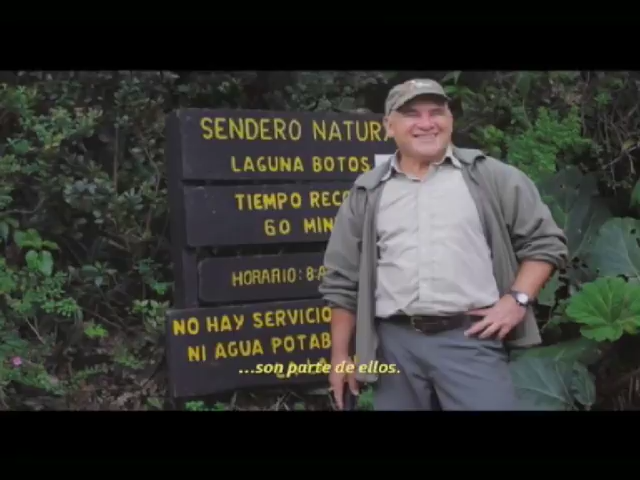 SENDERO NATURA
LAGUNA BOTOS
TIEMPO RECO
60 MIN
HORARIO: 8:A
NO HAY SERVICIO
NI AGUA POTAB
...son parte de ellos.